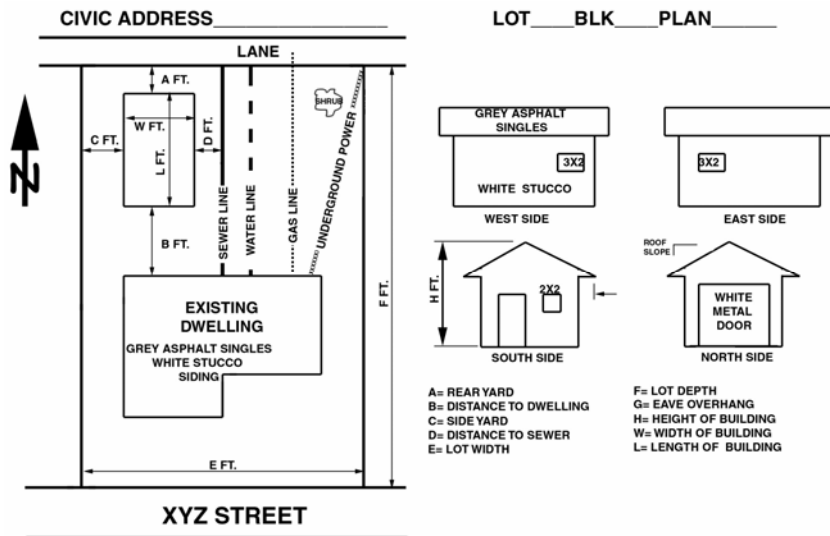 CIVIC ADDRESS_________________
LOT____BLK____PLAN______
LANE
A FT.
W FT.
C FT.
D FT.
L FT.
SHRUB
N
B FT.
SEWER LINE
WATER LINE
GAS LINE
UNDERGROUND POWER
F FT.
EXISTING
DWELLING
GREY ASPHALT SINGLES
WHITE STUCCO
SIDING
E FT.
XYZ STREET
GREY ASPHALT
SINGLES
3X2
WHITE STUCCO
WEST SIDE
3X2
EAST SIDE
H FT.
2X2
SOUTH SIDE
ROOF
SLOPE
WHITE
METAL
DOOR
NORTH SIDE
A= REAR YARD
B= DISTANCE TO DWELLING
C= SIDE YARD
D= DISTANCE TO SEWER
E= LOT WIDTH
F= LOT DEPTH
G= EAVE OVERHANG
H= HEIGHT OF BUILDING
W= WIDTH OF BUILDING
L= LENGTH OF BUILDING